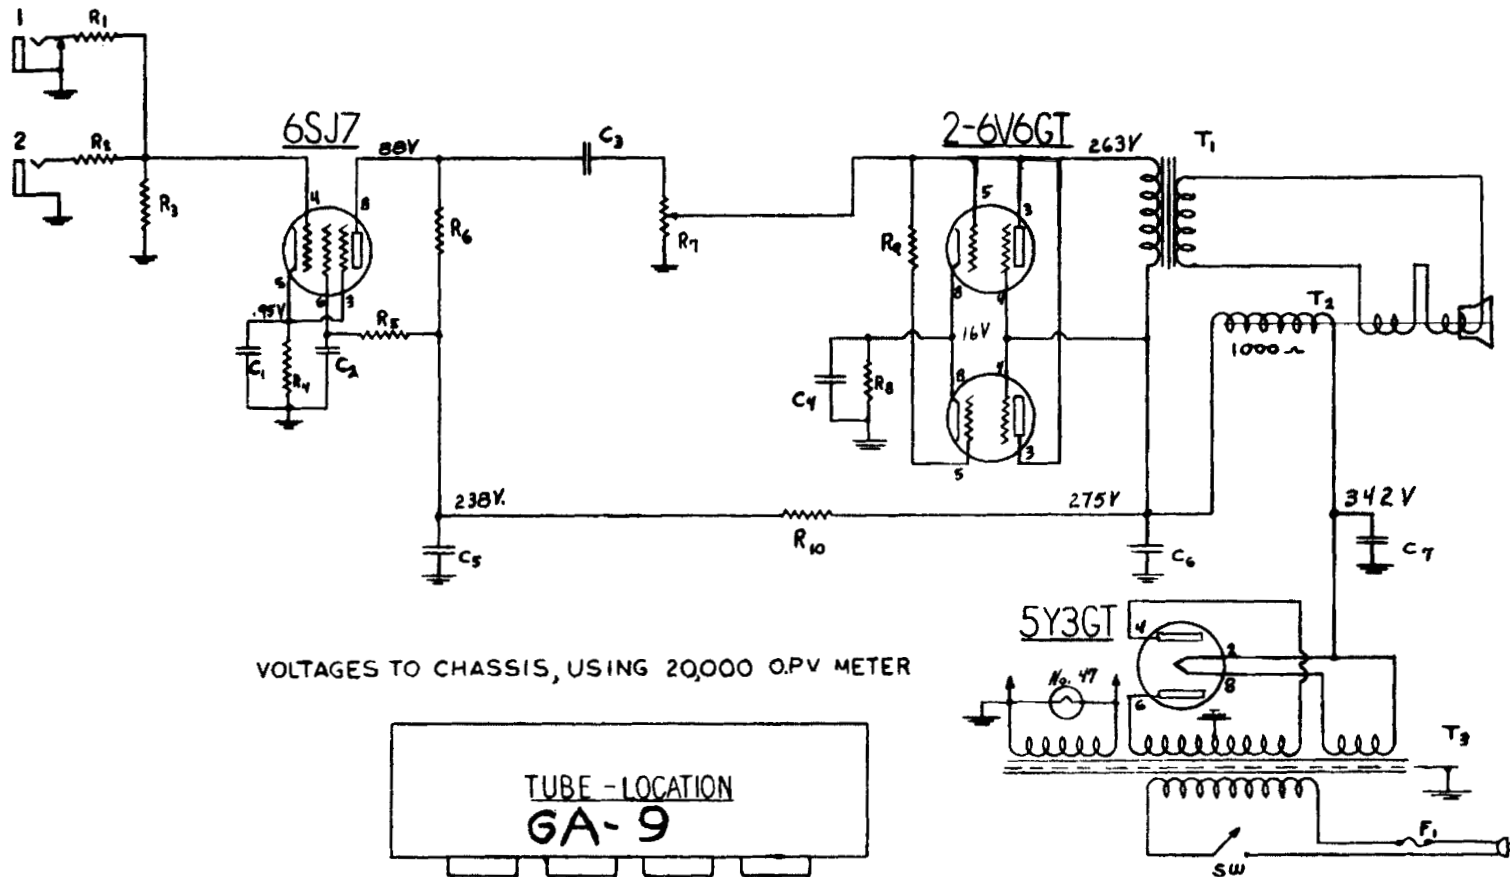 1
R1
2
R2
R3
6SJ7
88V
4
8
5
6
3
.95V
C1
R4
C2
R5
R6
C3
R7
2-6V6GT
263V
T1
5
3
R9
8
4
16V
C4
R8
8
4
5
3
T2
1000 Ω
238V.
R10
275V
342V
C5
C6
C7
5Y3GT
4
2
8
6
No. 47
T3
F1
SW
VOLTAGES TO CHASSIS, USING 20,000 O.P.V METER
TUBE - LOCATION
GA-9